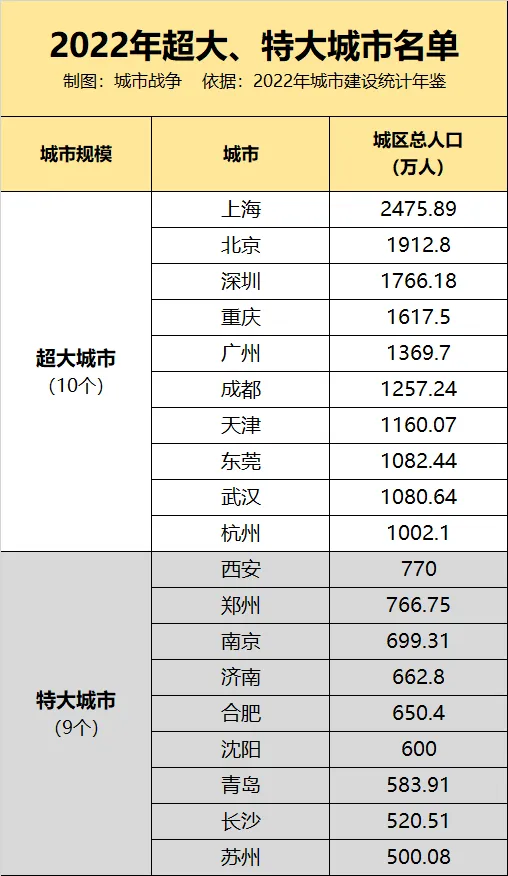 2022年超大、特大城市名单
制图：城市战争 依据：2022年城市建设统计年鉴
城市规模 城市 城区总人口
（万人）
上海 2475.89
北京 1912.8
深圳 1766.18
重庆 1617.5
超大城市
（10个）
广州 1369.7
成都 1257.24
天津 1160.07
东莞 1082.44
武汉 1080.64
杭州 1002.1
西安 770
郑州 766.75
南京 699.31
济南 662.8
特大城市
（9个）
合肥 650.4
沈阳 600
青岛 583.91
长沙 520.51
苏州 500.08